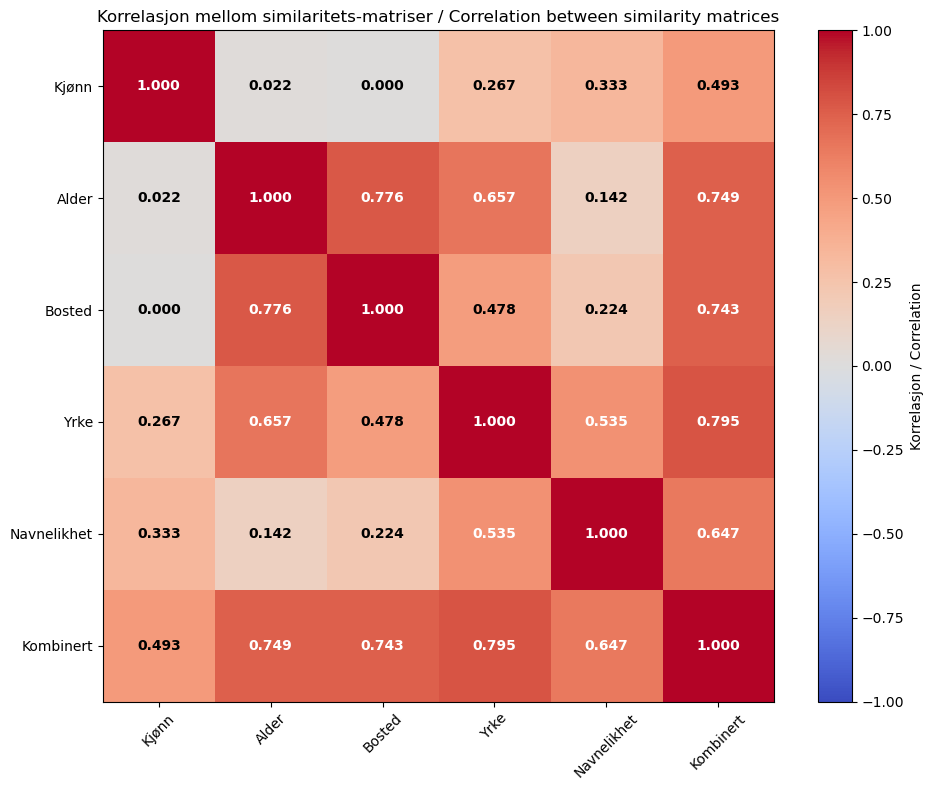 Korrelasjon mellom similaritets-matriser / Correlation between similarity matrices
Kjønn 1.000 0.022 0.000 0.267 0.333 0.493
Alder 0.022 1.000 0.776 0.657 0.142 0.749
Bosted 0.000 0.776 1.000 0.478 0.224 0.743
Yrke 0.267 0.657 0.478 1.000 0.535 0.795
Navnelikhet 0.333 0.142 0.224 0.535 1.000 0.647
Kombinert 0.493 0.749 0.743 0.795 0.647 1.000
Kjønn Alder Bosted Yrke Navnelikhet Kombinert
1.00
0.75
0.50
0.25
0.00
−0.25
−0.50
−0.75
−1.00
Korrelasjon / Correlation